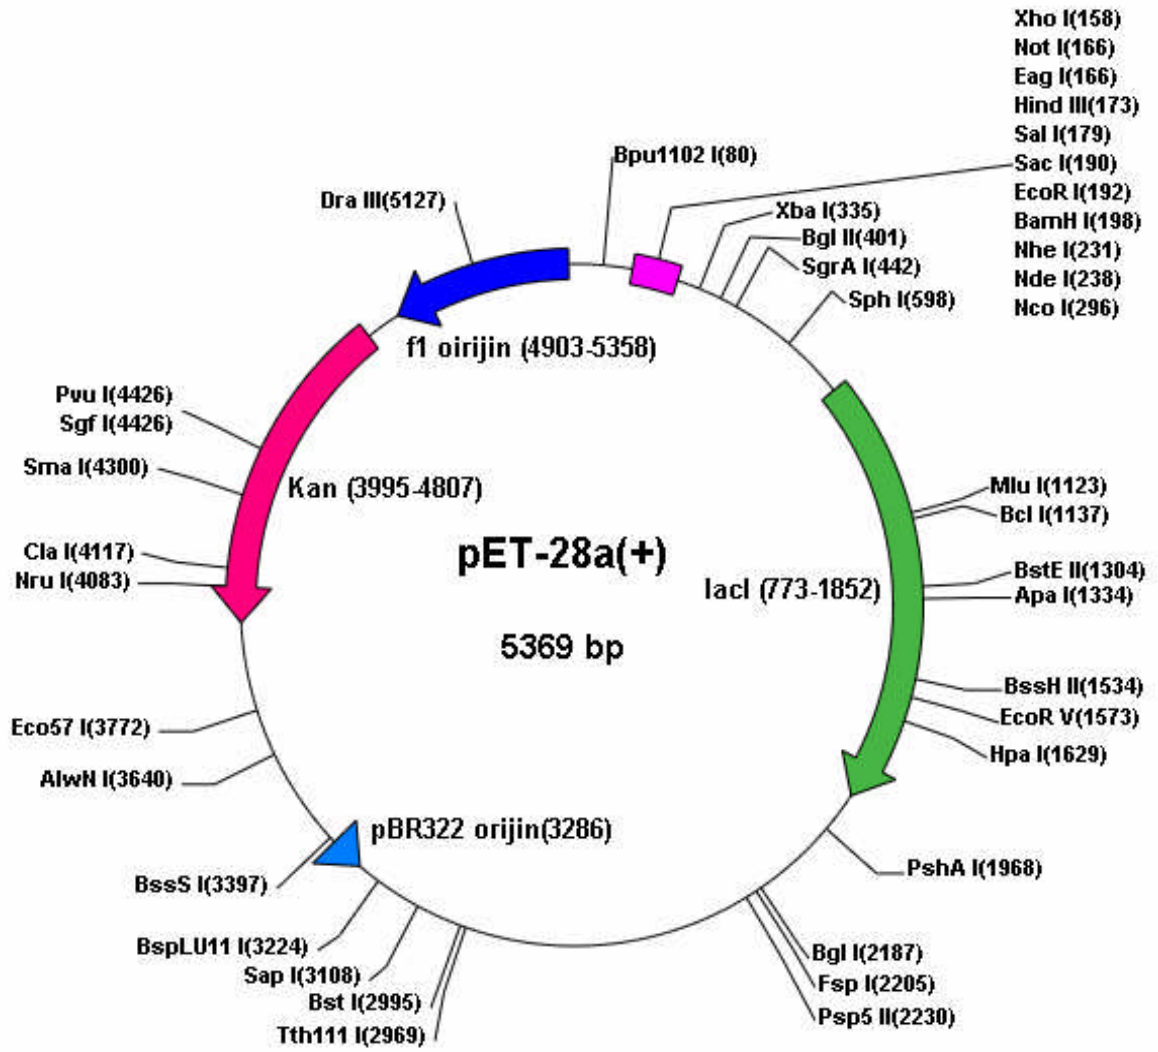 Xho I(158)
Not I(166)
Eag I(166)
Hind III(173)
Sal I(179)
Sac I(190)
EcoR I(192)
BamH I(198)
Nhe I(231)
Nde I(238)
Nco I(296)
Bpu1102 I(80)
Dra III(5127)
Xba I(335)
Bgl II(401)
SgrA I(442)
Sph I(598)
f1 oirijin (4903-5358)
Pvu I(4426)
Sgf I(4426)
Sma I(4300)
Kan (3995-4807)
Mlu I(1123)
Bcl I(1137)
Cla I(4117)
Nru I(4083)
pET-28a(+)
lacI (773-1852)
BstE II(1304)
Apa I(1334)
5369 bp
BssH II(1534)
EcoR V(1573)
Hpa I(1629)
Eco57 I(3772)
AlwN I(3640)
pBR322 orijin(3286)
BssS I(3397)
PshA I(1968)
BspLU11 I(3224)
Sap I(3108)
Bst I(2995)
Tth111 I(2969)
Bgl I(2187)
Fsp I(2205)
Psp5 II(2230)